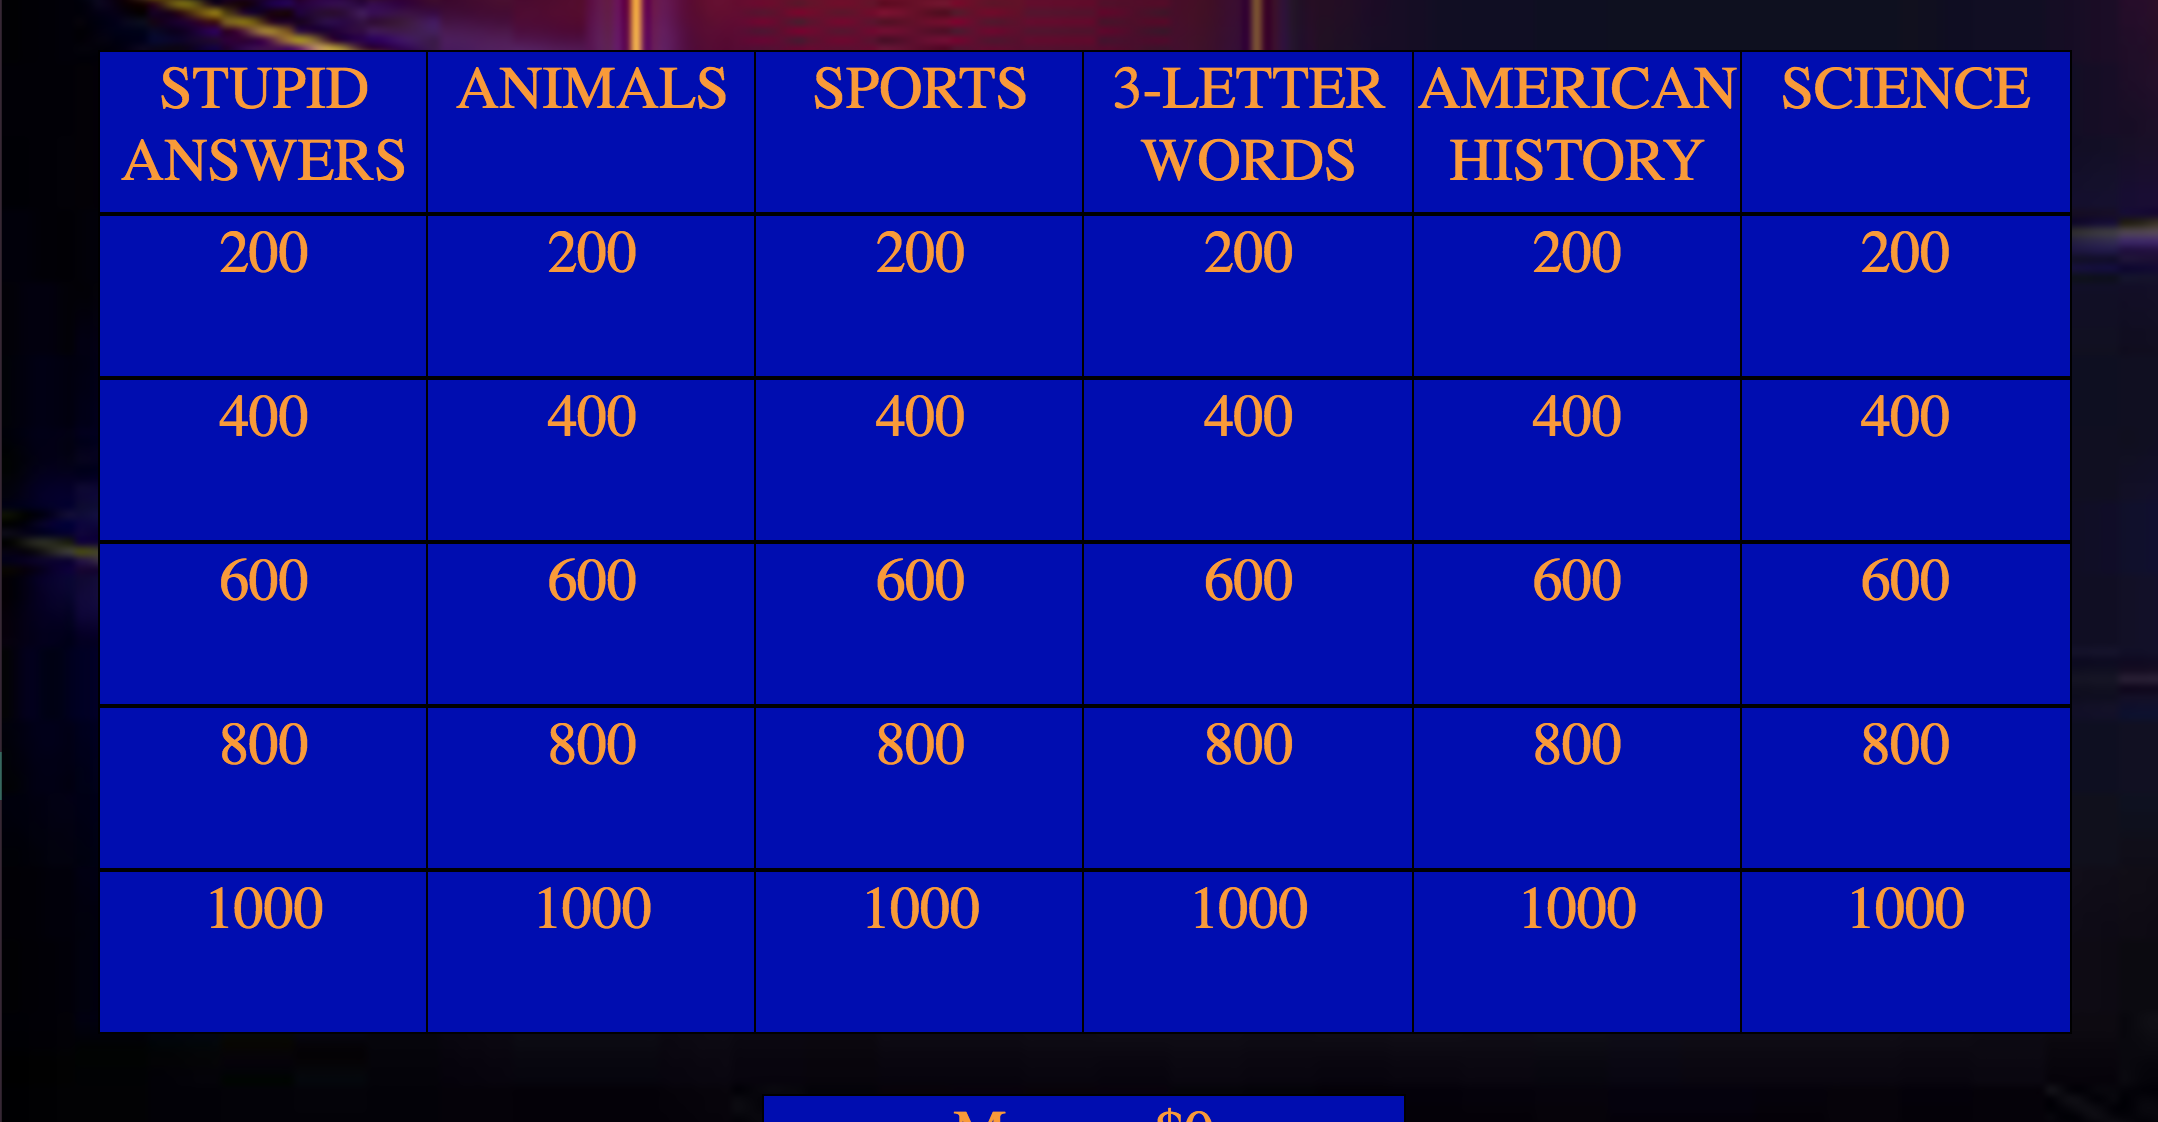 STUPID ANIMALS SPORTS 3-LETTER AMERICAN SCIENCE
ANSWERS WORDS HISTORY
200 200 200 200 200 200
400 400 400 400 400 400
600 600 600 600 600 600
800 800 800 800 800 800
1000 1000 1000 1000 1000 1000